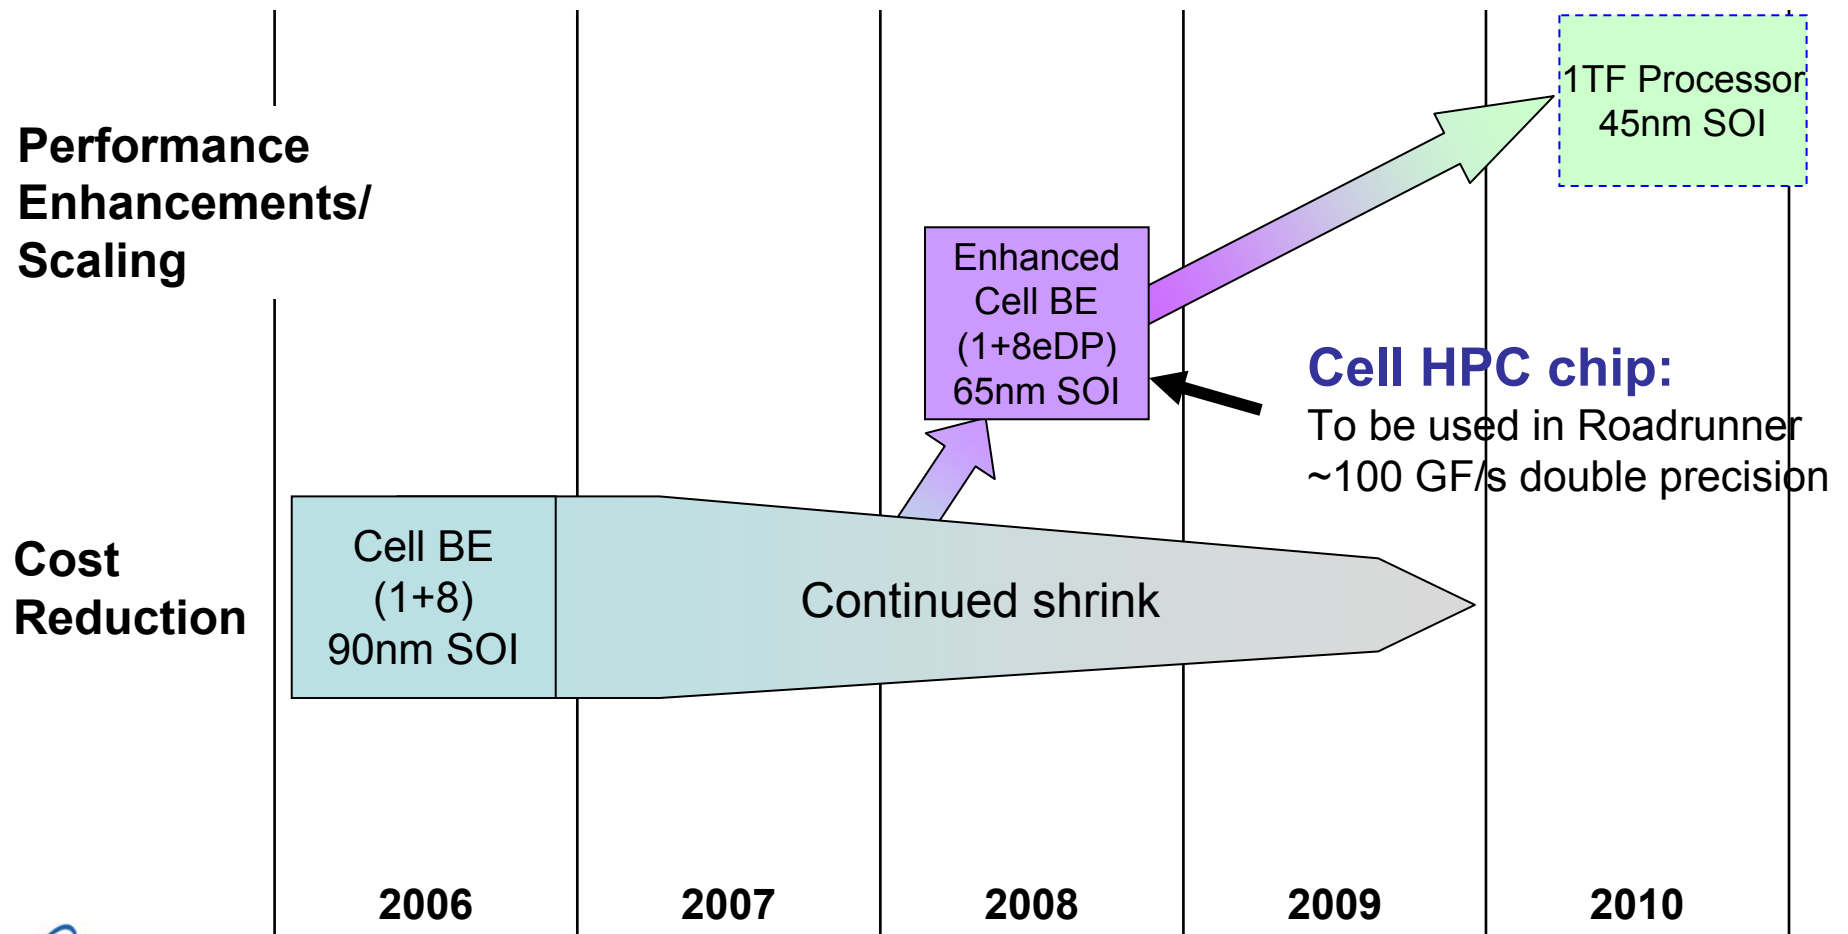 1TF Processor
45nm SOI
Performance
Enhancements/
Scaling
Enhanced
Cell BE
(1+8eDP)
65nm SOI
Cell HPC chip:
To be used in Roadrunner
~100 GF/s double precision
Cost
Reduction
Cell BE
(1+8)
90nm SOI
Continued shrink
2006
2007
2008
2009
2010